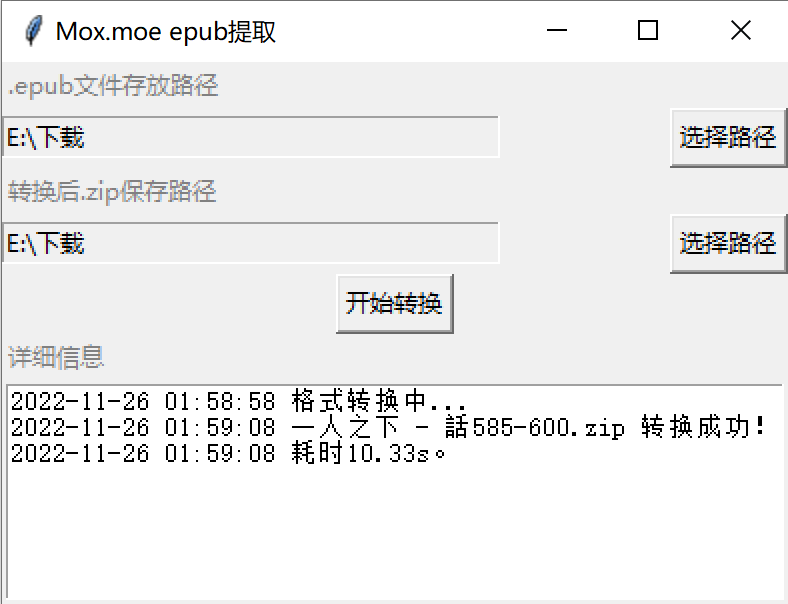 Mox.moe epub提取
.epub文件存放路径
E:\下载
选择路径
转换后.zip保存路径
E:\下载
选择路径
开始转换
详细信息
2022-11-26 01:58:58 格式转换中...
2022-11-26 01:59:08 一人之下 - 話585-600.zip 转换成功!
2022-11-26 01:59:08 耗时10.33s。